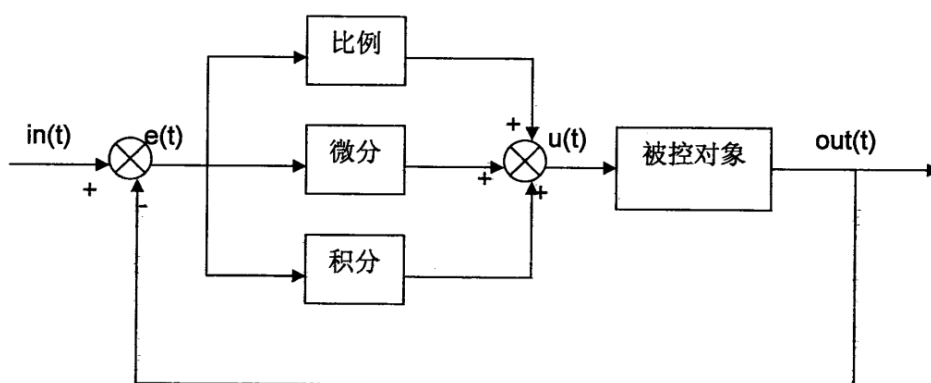 比例
in(t)
e(t)
微分
u(t)
被控对象
out(t)
积分
+
-
+
+
+